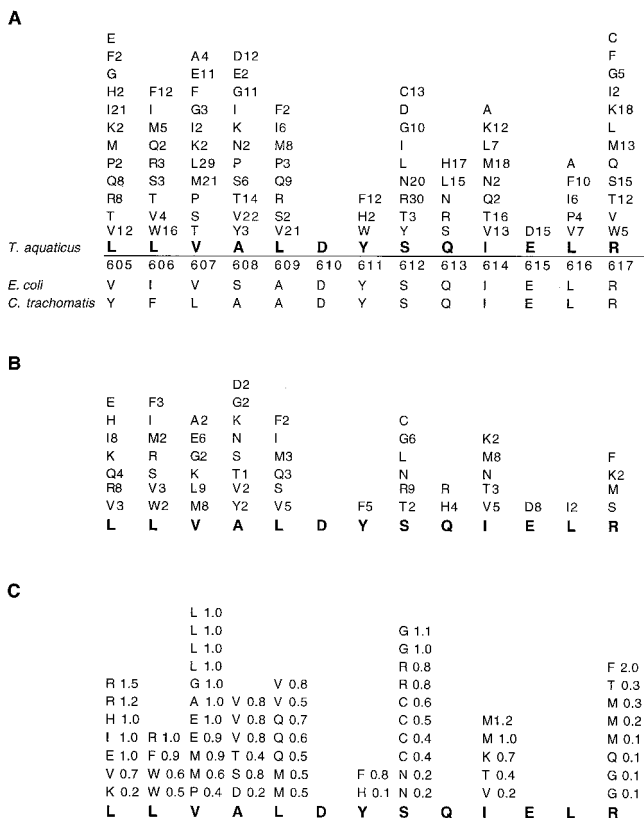 A
E C
F2 A4 D12 F
G E11 E2 G5
H2 F12 F G11 C13 I2
I21 I G3 I F2 D A K18
K2 M5 I2 K I6 G10 K12 L
M Q2 K2 N2 M8 I L7 M13
P2 R3 L29 P P3 L H17 M18 A Q
Q8 S3 M21 S6 Q9 N20 L15 N2 F10 S15
R8 T P T14 R F12 R30 N Q2 I6 T12
T V4 S V22 S2 H2 T3 R T16 P4 V
V12 W16 T Y3 V21 W Y S V13 D15 V7 W5
T. aquaticus L L V A L D Y S Q I E L R
605 606 607 608 609 610 611 612 613 614 615 616 617
E. coli V I V S A D Y S Q I E L R
C. trachomatis Y F L A A D Y S Q I E L R
B
D2
E F3 G2
H I A2 K F2 C
I8 M2 E6 N I G6 K2
K R G2 S M3 L M8 F
Q4 S K T1 Q3 N N K2
R8 V3 L9 V2 S R9 R T3 M
V3 W2 M8 Y2 V5 F5 T2 H4 V5 D8 I2 S
L L V A L D Y S Q I E L R
C
L 1.0
L 1.0 G 1.1
L 1.0 G 1.0
L 1.0 R 0.8 F 2.0
R 1.5 G 1.0 V 0.8 R 0.8 T 0.3
R 1.2 A 1.0 V 0.8 V 0.5 C 0.6 M 0.3
H 1.0 E 1.0 V 0.8 Q 0.7 C 0.5 M1.2 M 0.2
I 1.0 R 1.0 E 0.9 V 0.8 Q 0.6 C 0.4 M 1.0 M 0.1
E 1.0 F 0.9 M 0.9 T 0.4 Q 0.5 C 0.4 K 0.7 Q 0.1
V 0.7 W 0.6 M 0.6 S 0.8 M 0.5 F 0.8 N 0.2 T 0.4 G 0.1
K 0.2 W 0.5 P 0.4 D 0.2 M 0.5 H 0.1 N 0.2 V 0.2 G 0.1
L L V A L D Y S Q I E L R